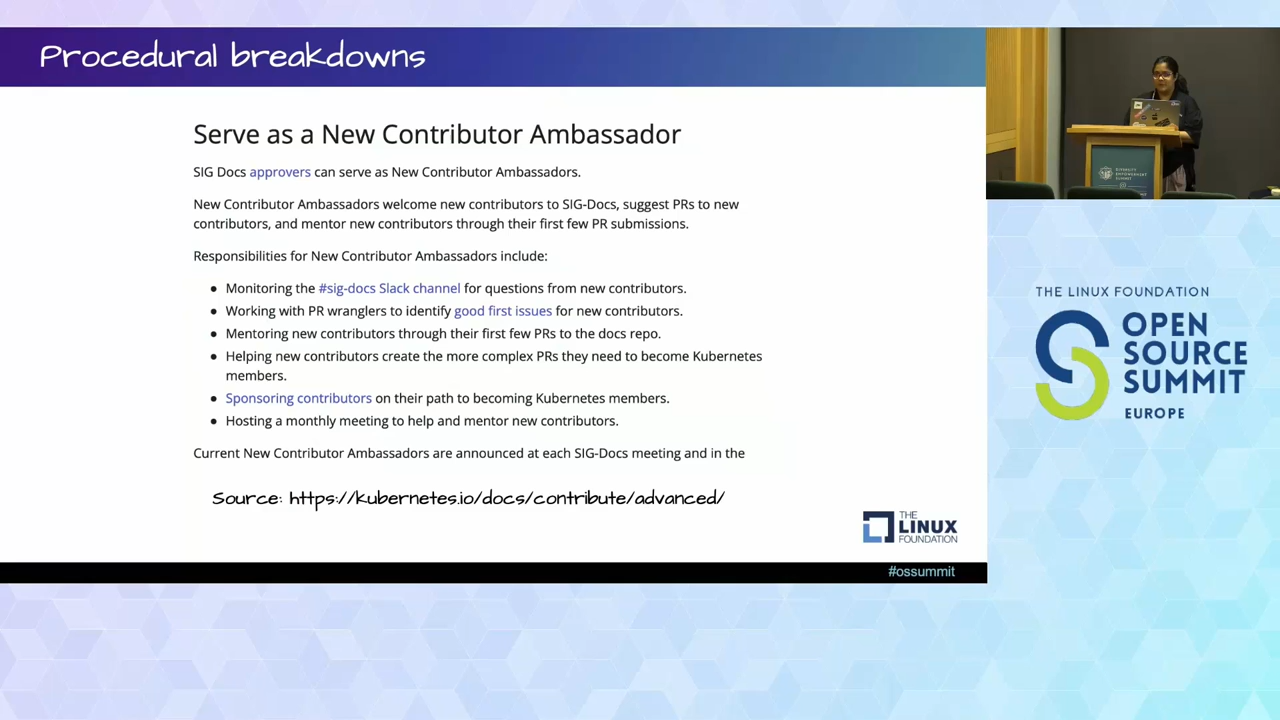 Procedural breakdowns
Serve as a New Contributor Ambassador
SIG Docs approvers can serve as New Contributor Ambassadors.
New Contributor Ambassadors welcome new contributors to SIG-Docs, suggest PRs to new
contributors, and mentor new contributors through their first few PR submissions.
Responsibilities for New Contributor Ambassadors include:
• Monitoring the #sig-docs Slack channel for questions from new contributors.
• Working with PR wranglers to identify good first issues for new contributors.
• Mentoring new contributors through their first few PRs to the docs repo.
• Helping new contributors create the more complex PRs they need to become Kubernetes
members.
• Sponsoring contributors on their path to becoming Kubernetes members.
• Hosting a monthly meeting to help and mentor new contributors.
Current New Contributor Ambassadors are announced at each SIG-Docs meeting and in the
Source: https://kubernetes.io/docs/contribute/advanced/
THE
LINUX
FOUNDATION
#ossummit
THE LINUX FOUNDATION
OPEN
SOURCE
SUMMIT
EUROPE